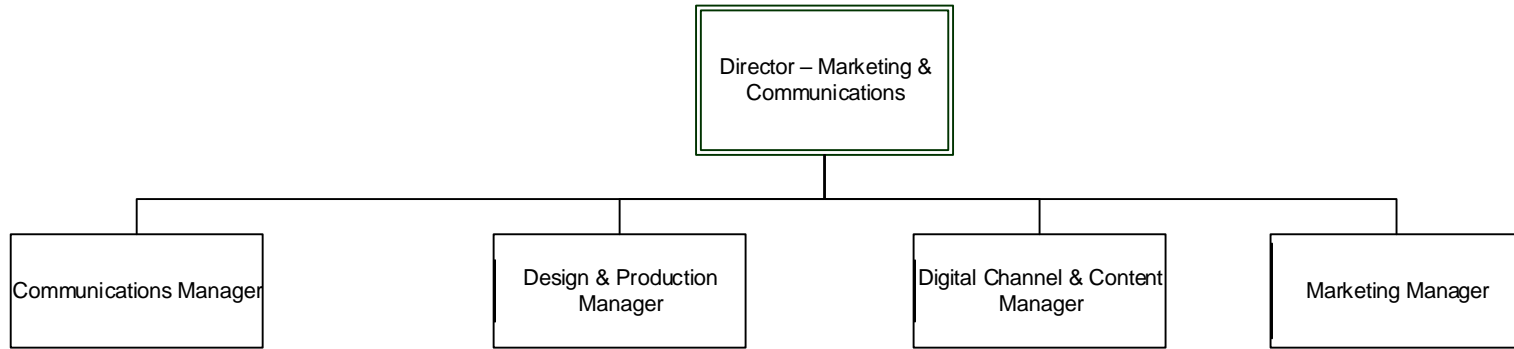 Director – Marketing &
Communications
Communications Manager
Design & Production
Manager
Digital Channel & Content
Manager
Marketing Manager